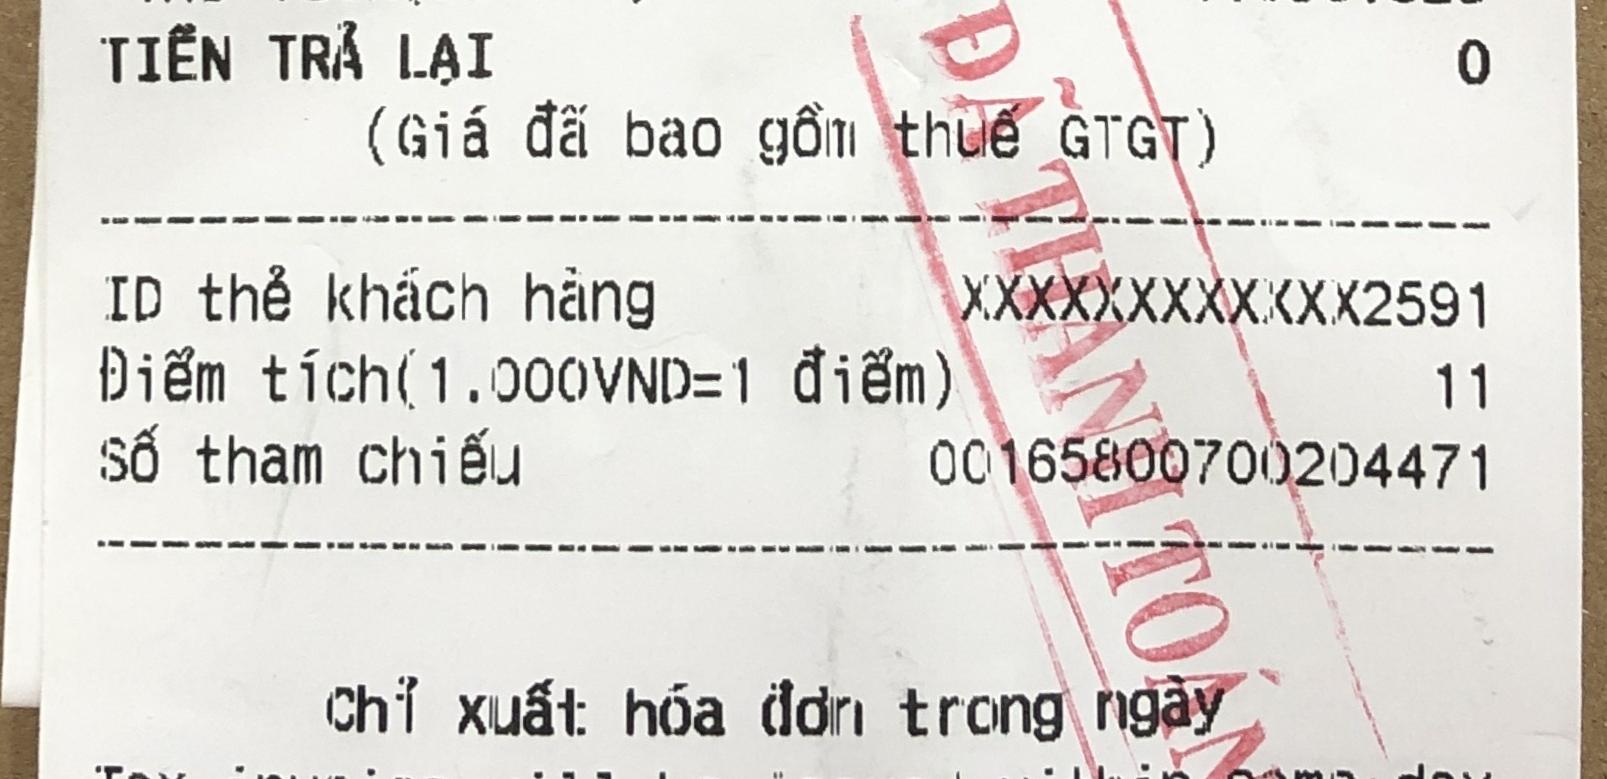 TIỀN TRẢ LẠI 0
(Giá đã bao gồm thuế GTGT)
ID thẻ khách hàng XXXXXXXXXXXX2591
Điểm tích(1.000VND=1 điểm) 11
Số tham chiếu 00165800700204471
Chỉ xuất hóa đơn trong ngày
ĐÃ THANH TOÁN